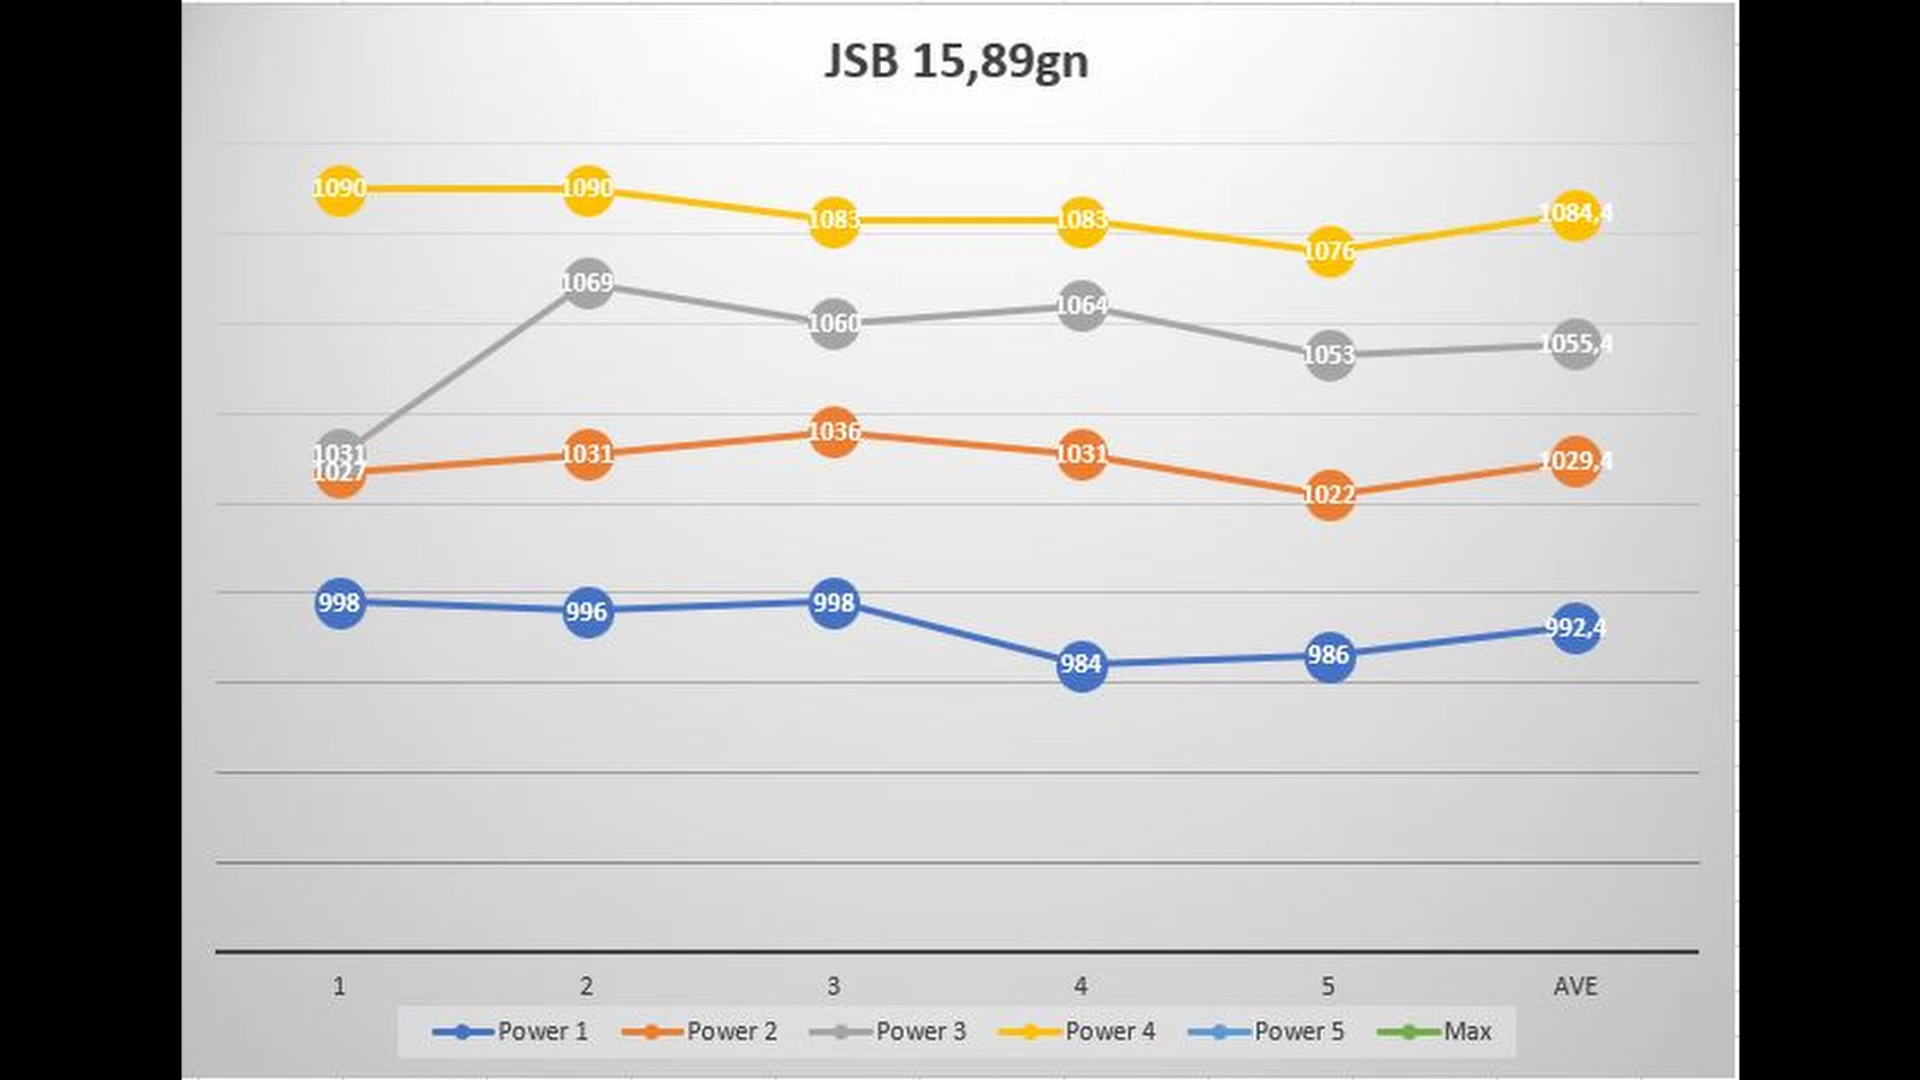 JSB 15,89gn
1090 1090 1083 1083 1076 1084,4
1069 1060 1064 1053 1055,4
1031
1027 1031 1036 1031 1022 1029,4
998 996 998 984 986 992,4
1 2 3 4 5 AVE
Power 1 Power 2 Power 3 Power 4 Power 5 Max